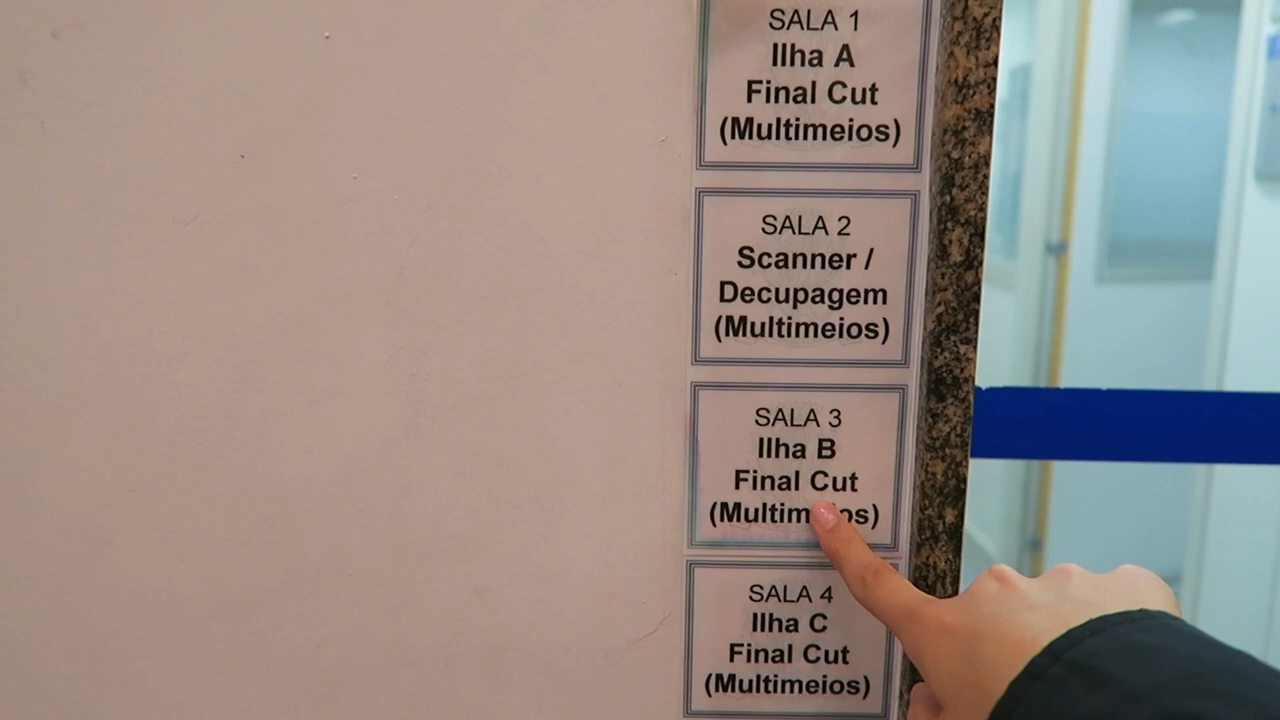 SALA 1
Ilha A
Final Cut
(Multimeios)
SALA 2
Scanner /
Decupagem
(Multimeios)
SALA 3
Ilha B
Final Cut
(Multimeios)
SALA 4
Ilha C
Final Cut
(Multimeios)